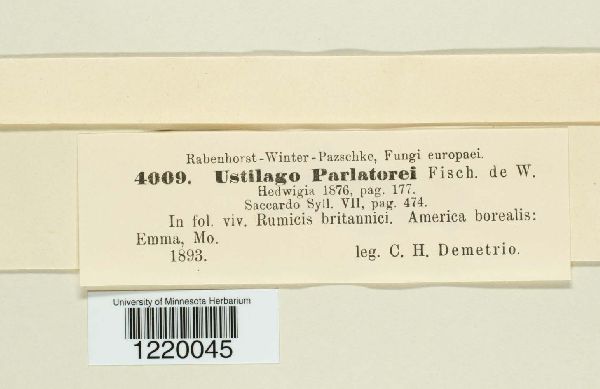 Rabenhorst-Winter-Pazschke, Fungi europaei.
4009. Ustilago Parlatorei Fisch. de W.
Hedwigia 1876, pag. 177.
Saccardo Syll. VII, pag. 474.
In fol. viv. Rumicis britannici. America borealis:
Emma, Mo.
1893. leg. C. H. Demetrio.
University of Minnesota Herbarium
1220045